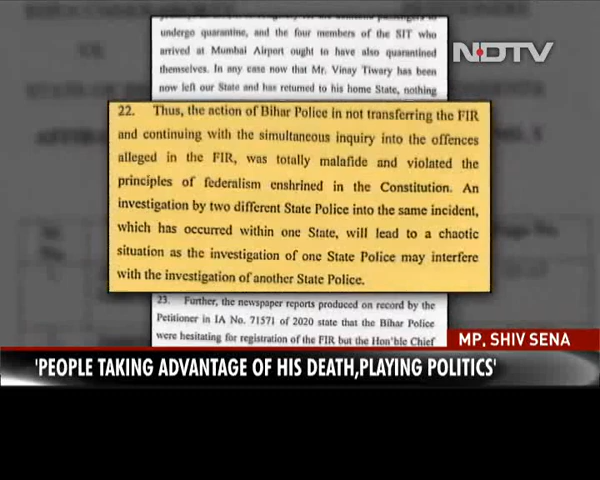 undergo quarantine, and the four members of the SIT who
arrived at Mumbai Airport ought to have also quarantined
themselves. In any case now that Mr. Vinay Tiwary has been
now left our State and has returned to his home State, nothing
NDTV
22. Thus, the action of Bihar Police in not transferring the FIR
and continuing with the simultaneous inquiry into the offences
alleged in the FIR, was totally malafide and violated the
principles of federalism enshrined in the Constitution. An
investigation by two different State Police into the same incident,
which has occurred within one State, will lead to a chaotic
situation as the investigation of one State Police may interfere
with the investigation of another State Police.
23. Further, the newspaper reports produced on record by the
Petitioner in IA No. 71571 of 2020 state that the Bihar Police
were hesitating for registration of the FIR but the Hon'ble Chief
MP, SHIV SENA
'PEOPLE TAKING ADVANTAGE OF HIS DEATH,PLAYING POLITICS'